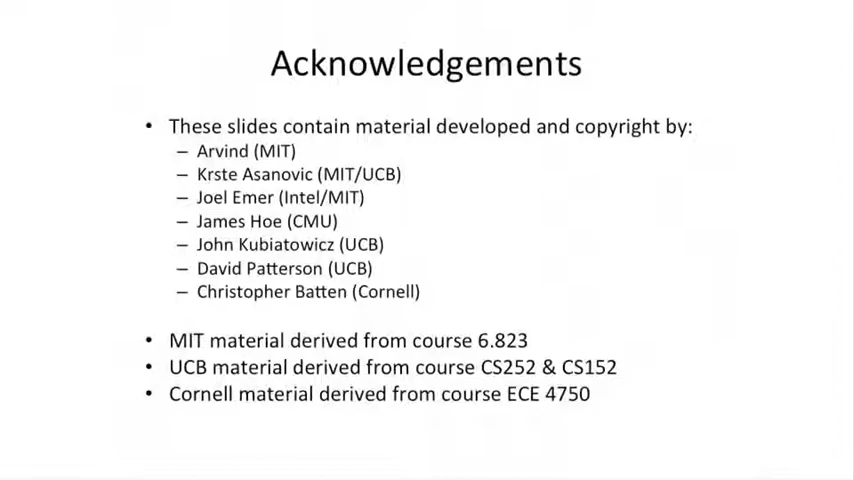 Acknowledgements
• These slides contain material developed and copyright by:
– Arvind (MIT)
– Krste Asanovic (MIT/UCB)
– Joel Emer (Intel/MIT)
– James Hoe (CMU)
– John Kubiatowicz (UCB)
– David Patterson (UCB)
– Christopher Batten (Cornell)
• MIT material derived from course 6.823
• UCB material derived from course CS252 & CS152
• Cornell material derived from course ECE 4750